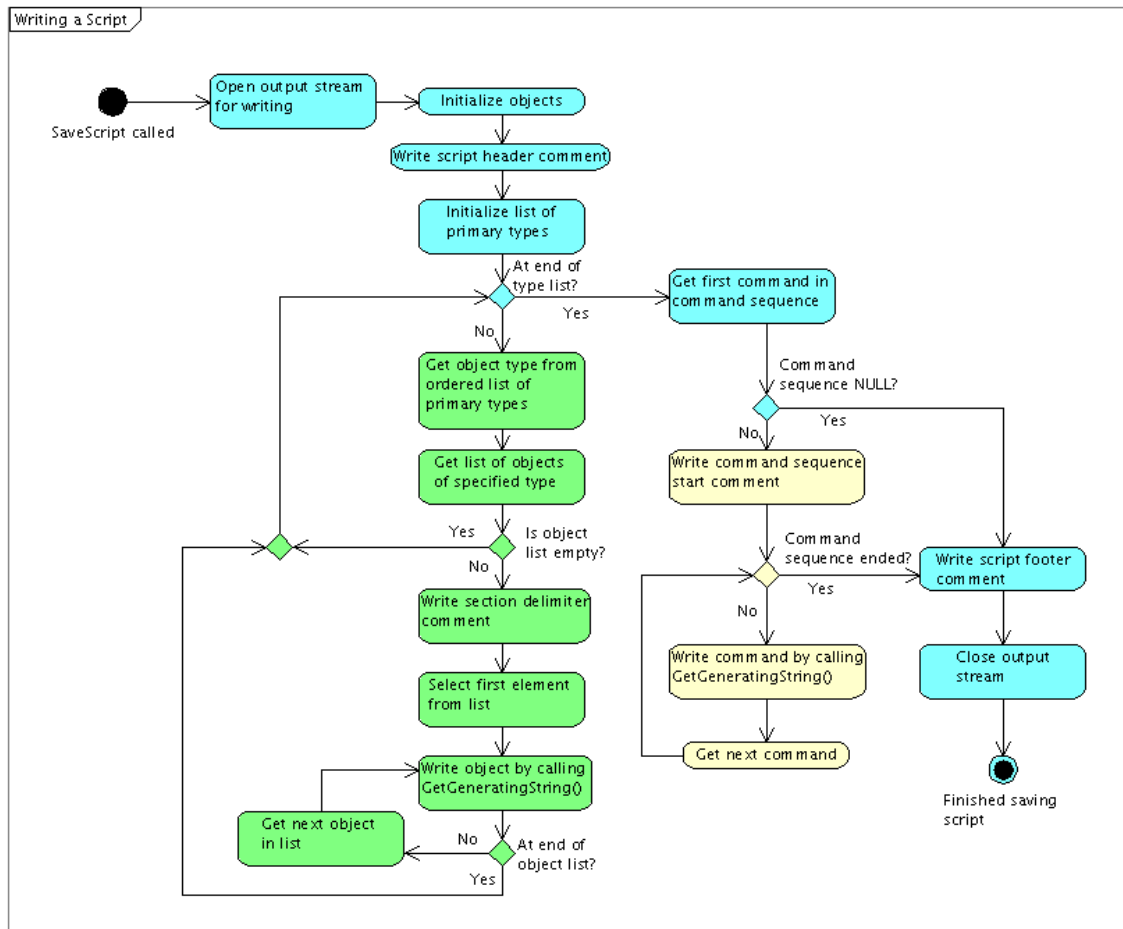 Writing a Script
Open output stream
for writing
Initialize objects
SaveScript called
Write script header comment
Initialize list of
primary types
At end of
type list?
Get first command in
command sequence
Yes
No
Get object type from
ordered list of
primary types
Command
sequence NULL?
Yes
No
Get list of objects
of specified type
Write command sequence
start comment
Yes
Is object
list empty?
No
Command
sequence ended?
Yes
No
Write script footer
comment
Write section delimiter
comment
Write command by calling
GetGeneratingString()
Close output
stream
Select first element
from list
Get next command
Write object by calling
GetGeneratingString()
Finished saving
script
Get next object
in list
No
At end of
object list?
Yes